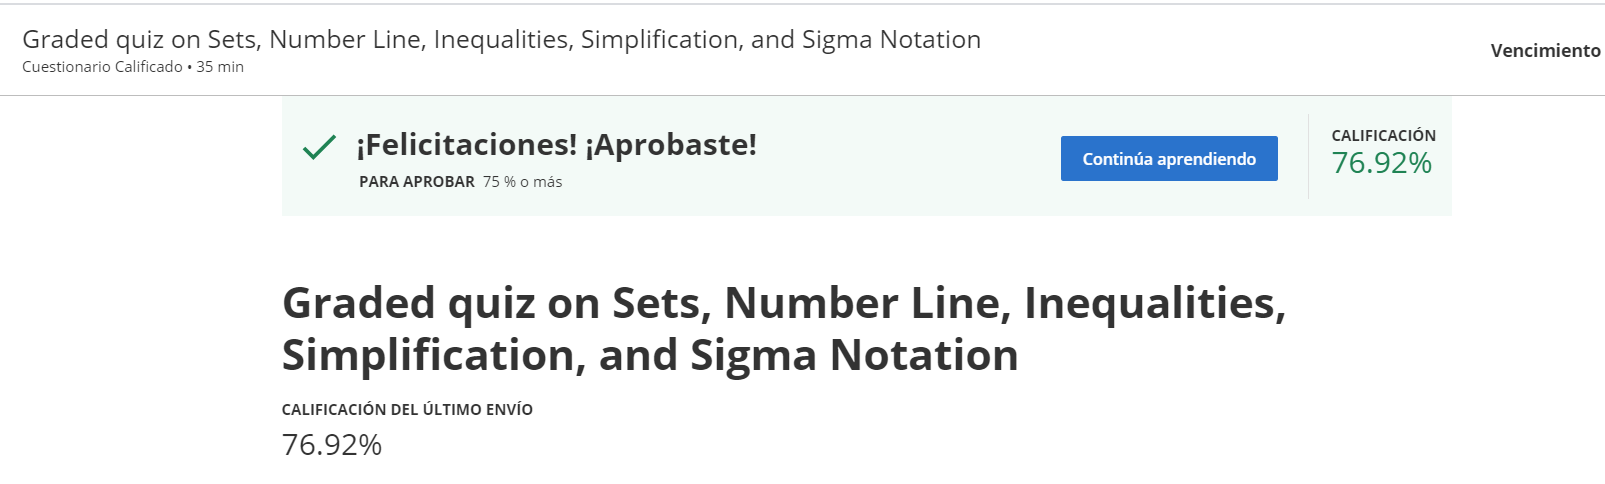 Graded quiz on Sets, Number Line, Inequalities, Simplification, and Sigma Notation
Cuestionario Calificado • 35 min
Vencimiento
¡Felicitaciones! ¡Aprobaste!
PARA APROBAR 75 % o más
Continúa aprendiendo
CALIFICACIÓN
76.92%
Graded quiz on Sets, Number Line, Inequalities,
Simplification, and Sigma Notation
CALIFICACIÓN DEL ÚLTIMO ENVÍO
76.92%